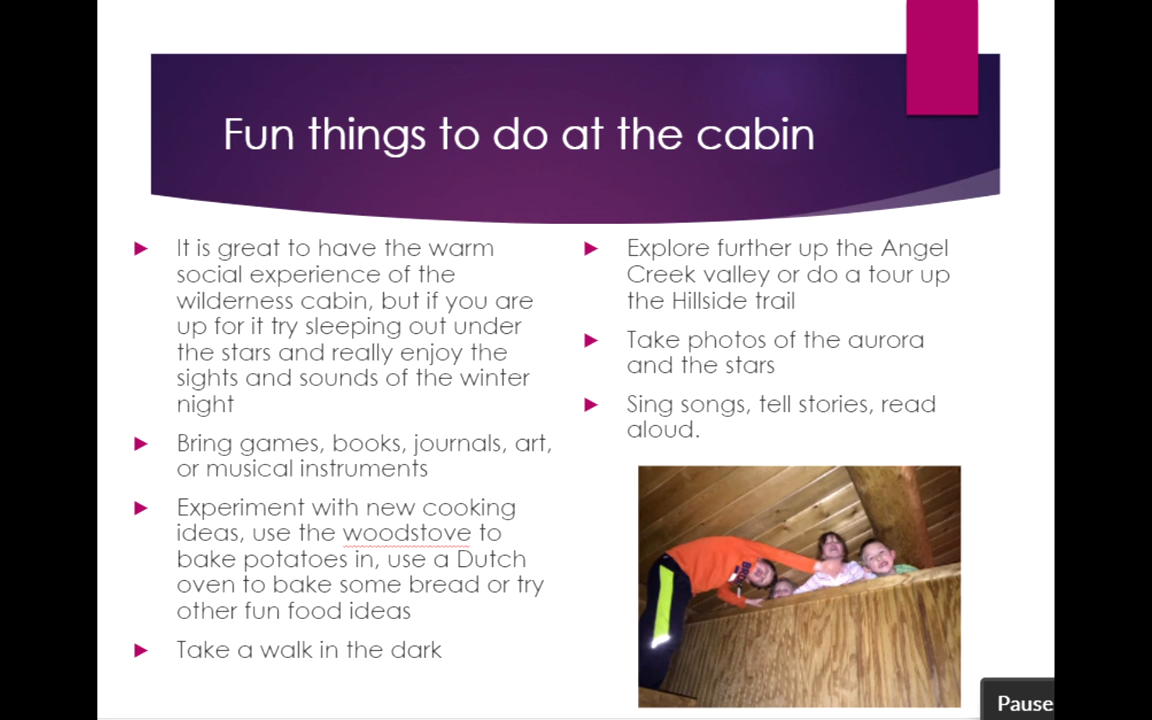 Fun things to do at the cabin
It is great to have the warm
social experience of the
wilderness cabin, but if you are
up for it try sleeping out under
the stars and really enjoy the
sights and sounds of the winter
night
Bring games, books, journals, art,
or musical instruments
Experiment with new cooking
ideas, use the woodstove to
bake potatoes in, use a Dutch
oven to bake some bread or try
other fun food ideas
Take a walk in the dark
Explore further up the Angel
Creek valley or do a tour up
the Hillside trail
Take photos of the aurora
and the stars
Sing songs, tell stories, read
aloud.
Pause